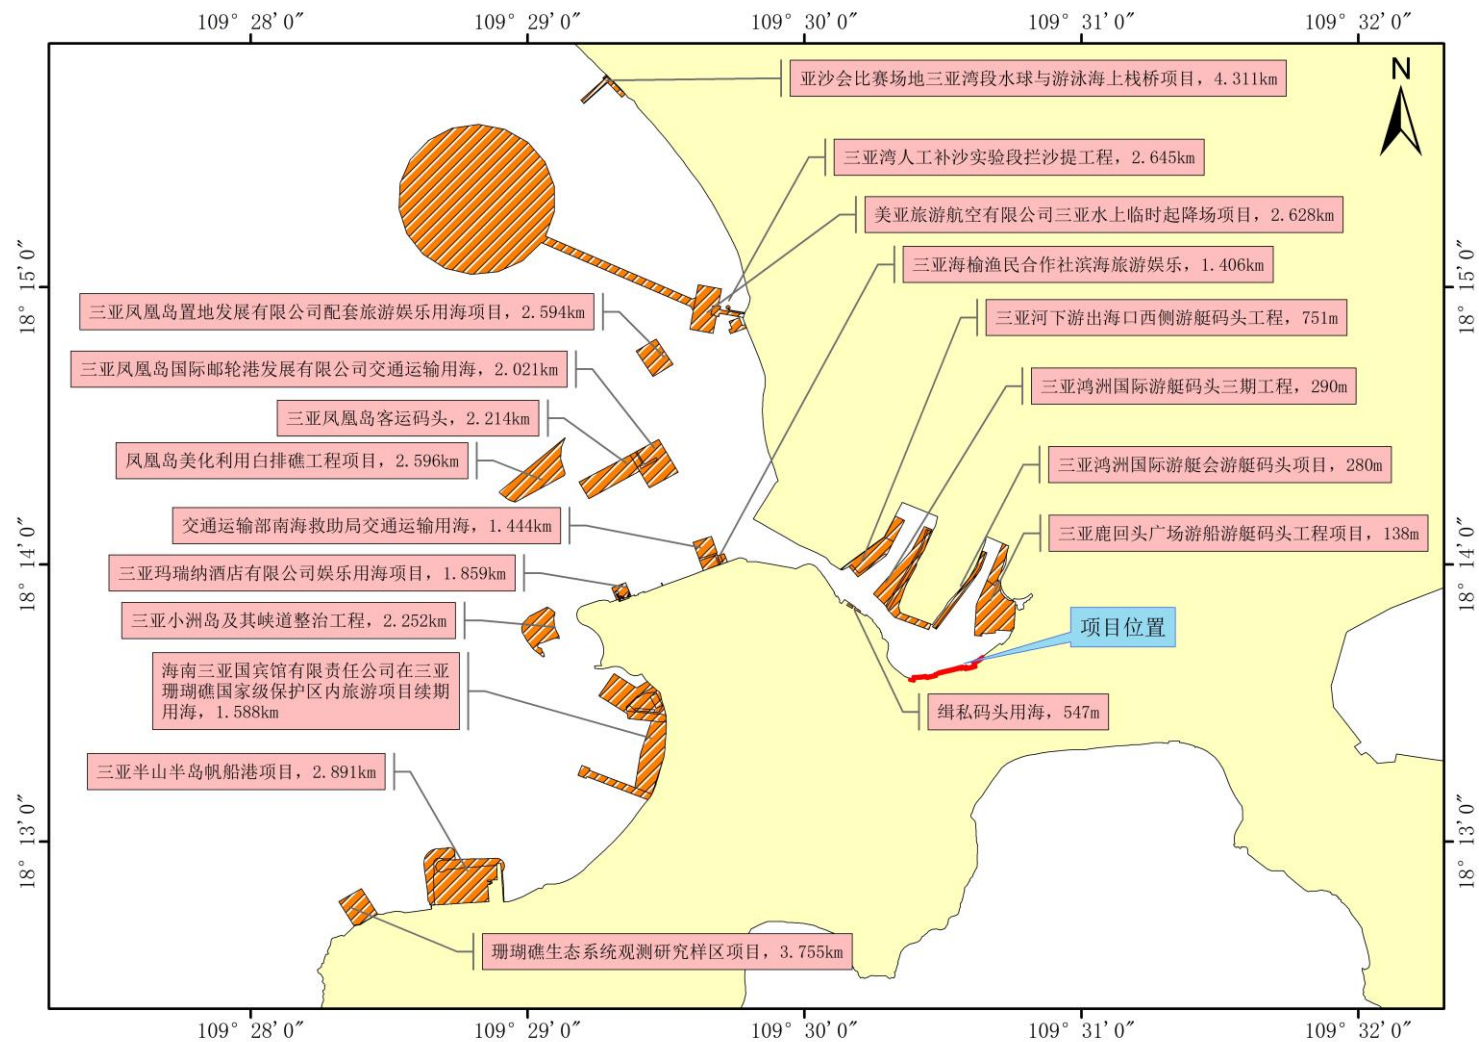 109° 28′0″ 109° 29′0″ 109° 30′0″ 109° 31′0″ 109° 32′0″
N
亚沙会比赛场地三亚湾段水球与游泳海上栈桥项目，4.311km
三亚湾人工补沙实验段拦沙提工程，2.645km
美亚旅游航空有限公司三亚水上临时起降场项目，2.628km
三亚海榆渔民合作社滨海旅游娱乐，1.406km
18° 15′0″
18° 15′0″
三亚凤凰岛置地发展有限公司配套旅游娱乐用海项目，2.594km
三亚河下游出海口西侧游艇码头工程，751m
三亚凤凰岛国际邮轮港发展有限公司交通运输用海，2.021km
三亚鸿洲国际游艇码头三期工程，290m
三亚凤凰岛客运码头，2.214km
凤凰岛美化利用白排礁工程项目，2.596km
三亚鸿洲国际游艇会游艇码头项目，280m
交通运输部南海救助局交通运输用海，1.444km
三亚鹿回头广场游船游艇码头工程项目，138m
18° 14′0″
18° 14′0″
三亚玛瑞纳酒店有限公司娱乐用海项目，1.859km
三亚小洲岛及其峡道整治工程，2.252km
项目位置
海南三亚国宾馆有限责任公司在三亚
珊瑚礁国家级保护区内旅游项目续期
用海，1.588km
缉私码头用海，547m
三亚半山半岛帆船港项目，2.891km
18° 13′0″
18° 13′0″
珊瑚礁生态系统观测研究样区项目，3.755km
109° 28′0″ 109° 29′0″ 109° 30′0″ 109° 31′0″ 109° 32′0″